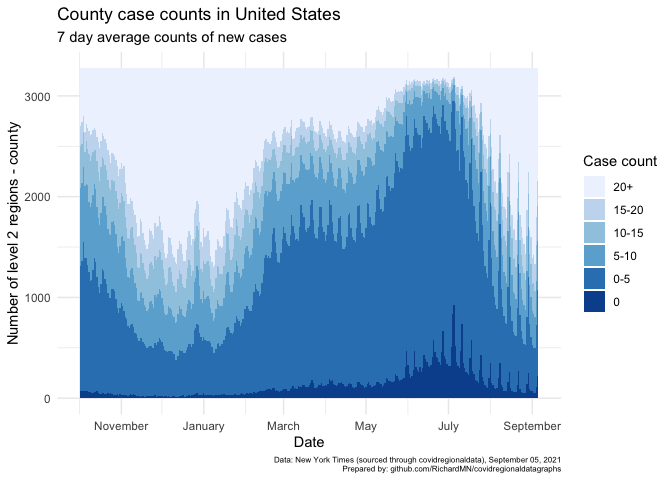 County case counts in United States
7 day average counts of new cases
Number of level 2 regions - county
3000
2000
1000
0
November
January
March
May
July
September
Date
Case count
20+
15-20
10-15
5-10
0-5
0
Data: New York Times (sourced through covidregionaldata), September 05, 2021
Prepared by: github.com/RichardMN/covidregionaldatagraphs